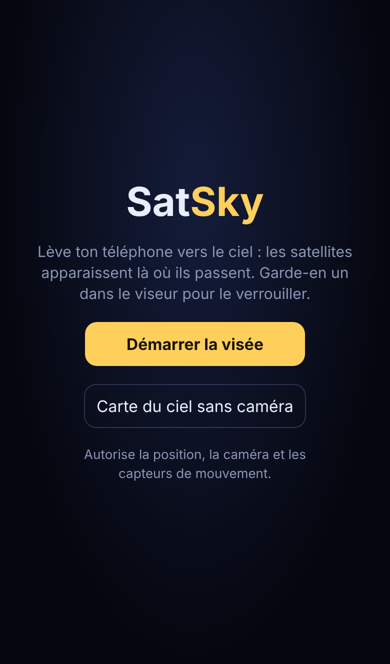 SatSky
Lève ton téléphone vers le ciel : les satellites
apparaissent là où ils passent. Garde-en un
dans le viseur pour le verrouiller.
Démarrer la visée
Carte du ciel sans caméra
Autorise la position, la caméra et les
capteurs de mouvement.